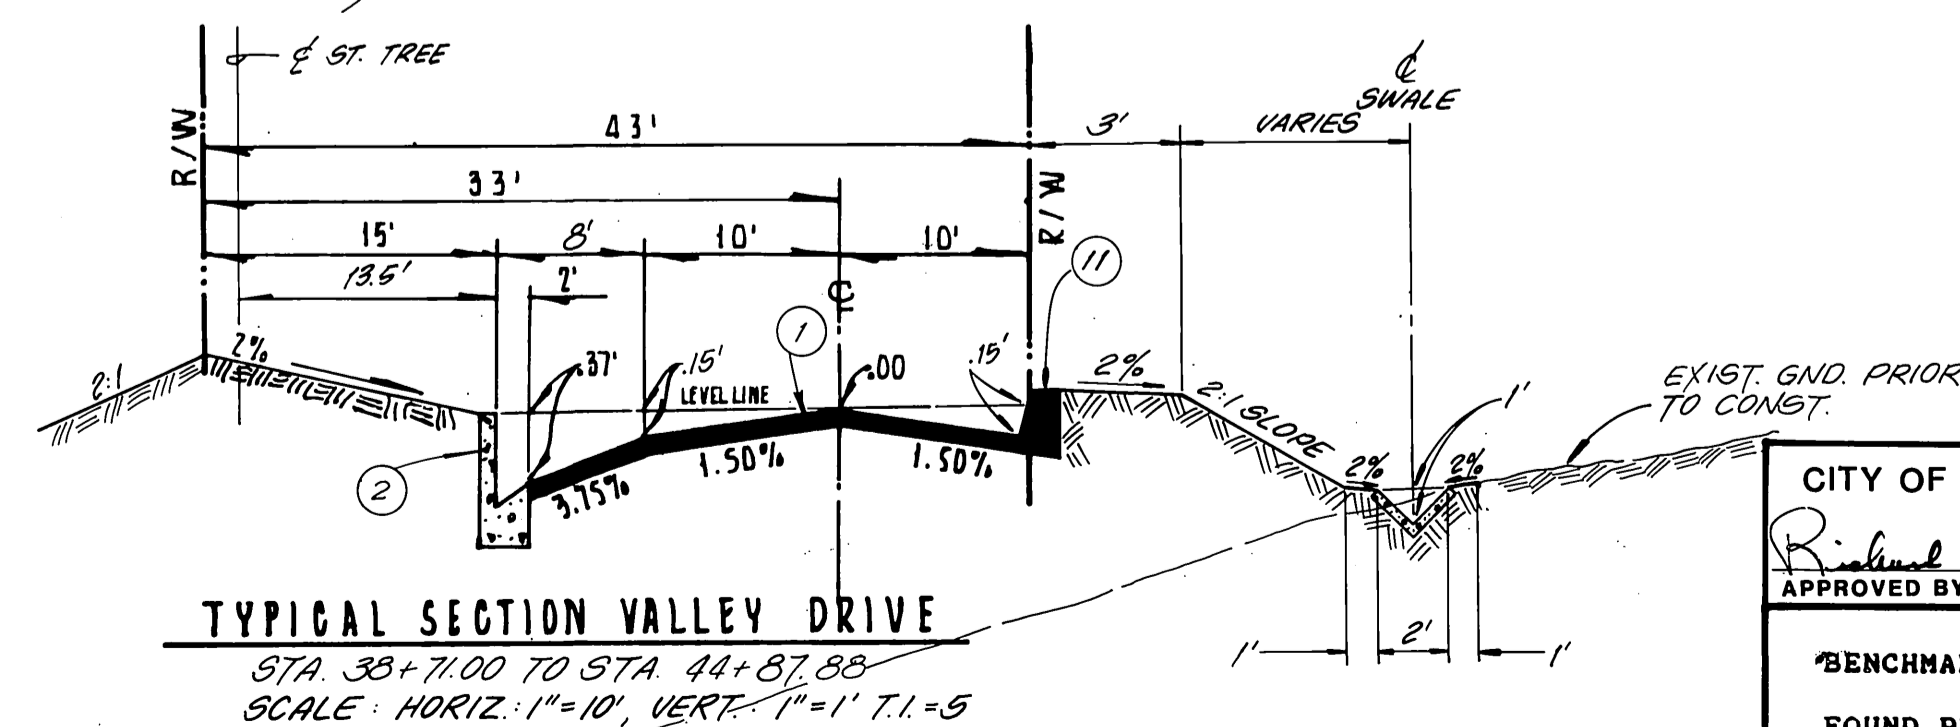 ℄ ST. TREE
℄
SWALE
R/W
43'
3'
VARIES
33'
R/W
15'
8'
10'
10'
11
13.5'
2'
℄
1
2%
.37'
.15'
.00
.15'
2%
2:1
LEVEL LINE
2:1 SLOPE
1'
EXIST. GND. PRIOR
TO CONST.
2
3.75%
1.50%
1.50%
2%
2%
CITY OF
Richard
APPROVED BY
TYPICAL SECTION VALLEY DRIVE
1'
2'
1'
STA. 38+71.00 TO STA. 44+87.88
SCALE : HORIZ.: 1"=10', VERT.: 1"=1' T.I.=5